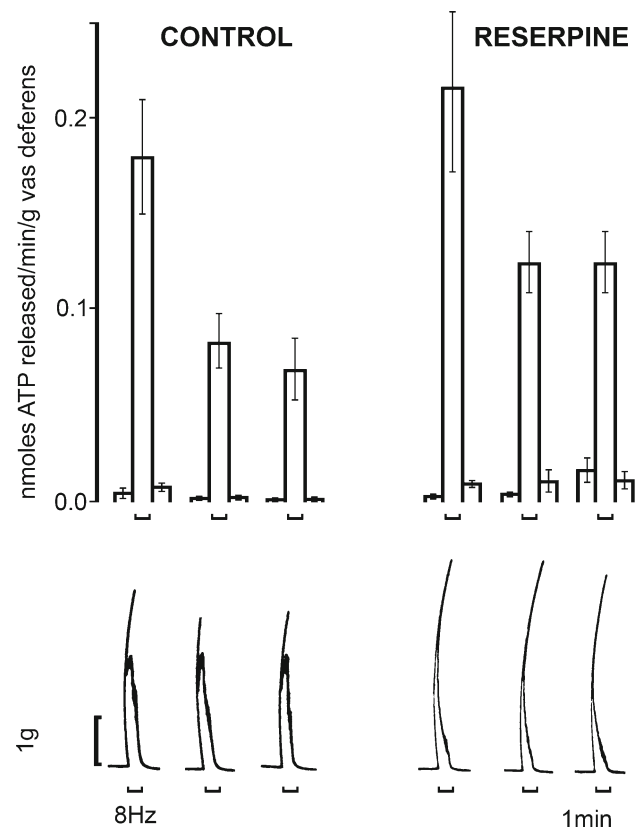 CONTROL
RESERPINE
nmoles ATP released/min/g vas deferens
0.2
0.1
0.0
1g
8Hz
1min